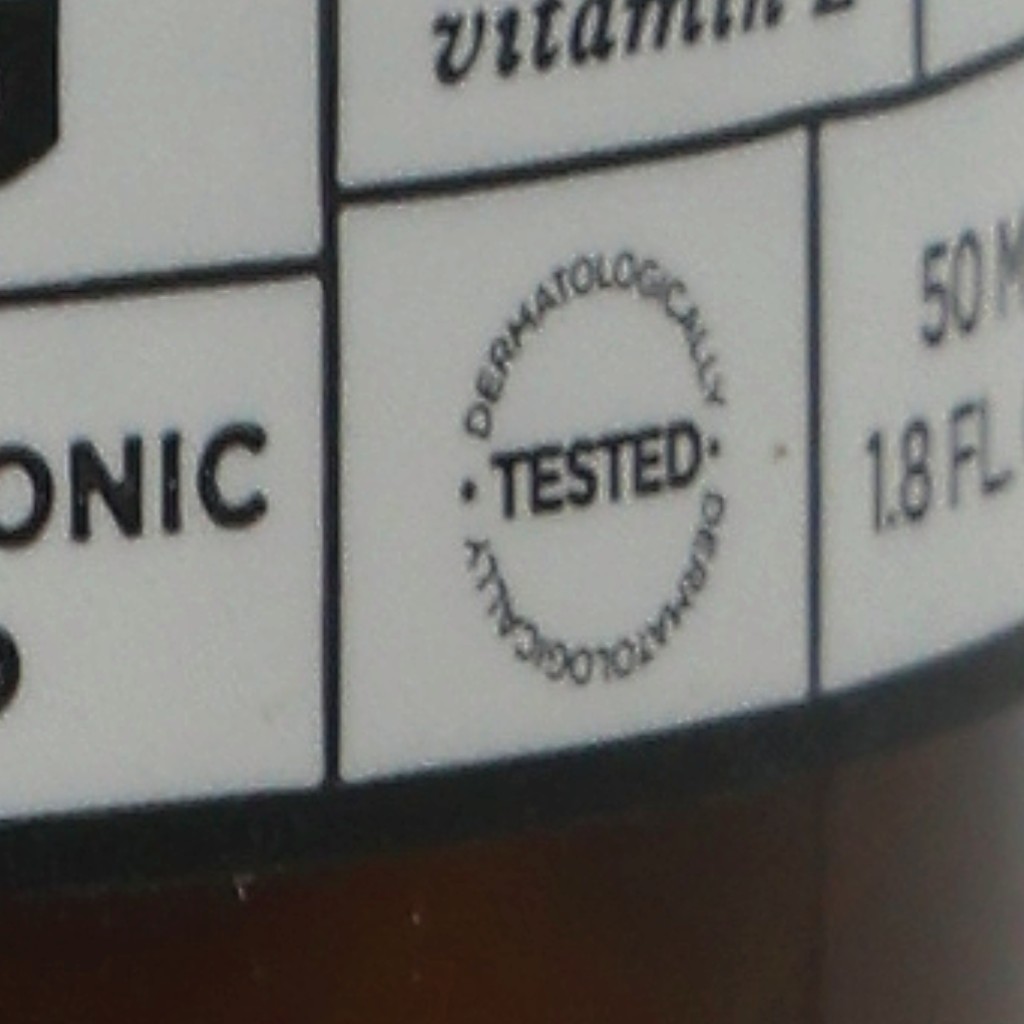 vitamin E
ONIC
DERMATOLOGICALLY
• TESTED •
DERMATOLOGICALLY
50 M
1.8 FL